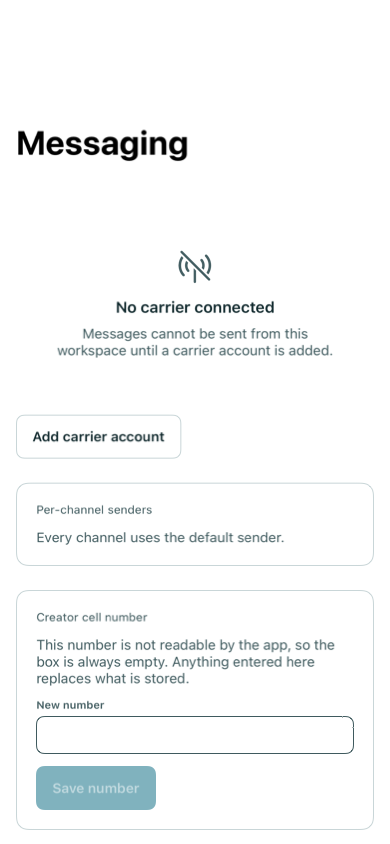 Messaging
No carrier connected
Messages cannot be sent from this
workspace until a carrier account is added.
Add carrier account
Per-channel senders
Every channel uses the default sender.
Creator cell number
This number is not readable by the app, so the
box is always empty. Anything entered here
replaces what is stored.
New number
Save number